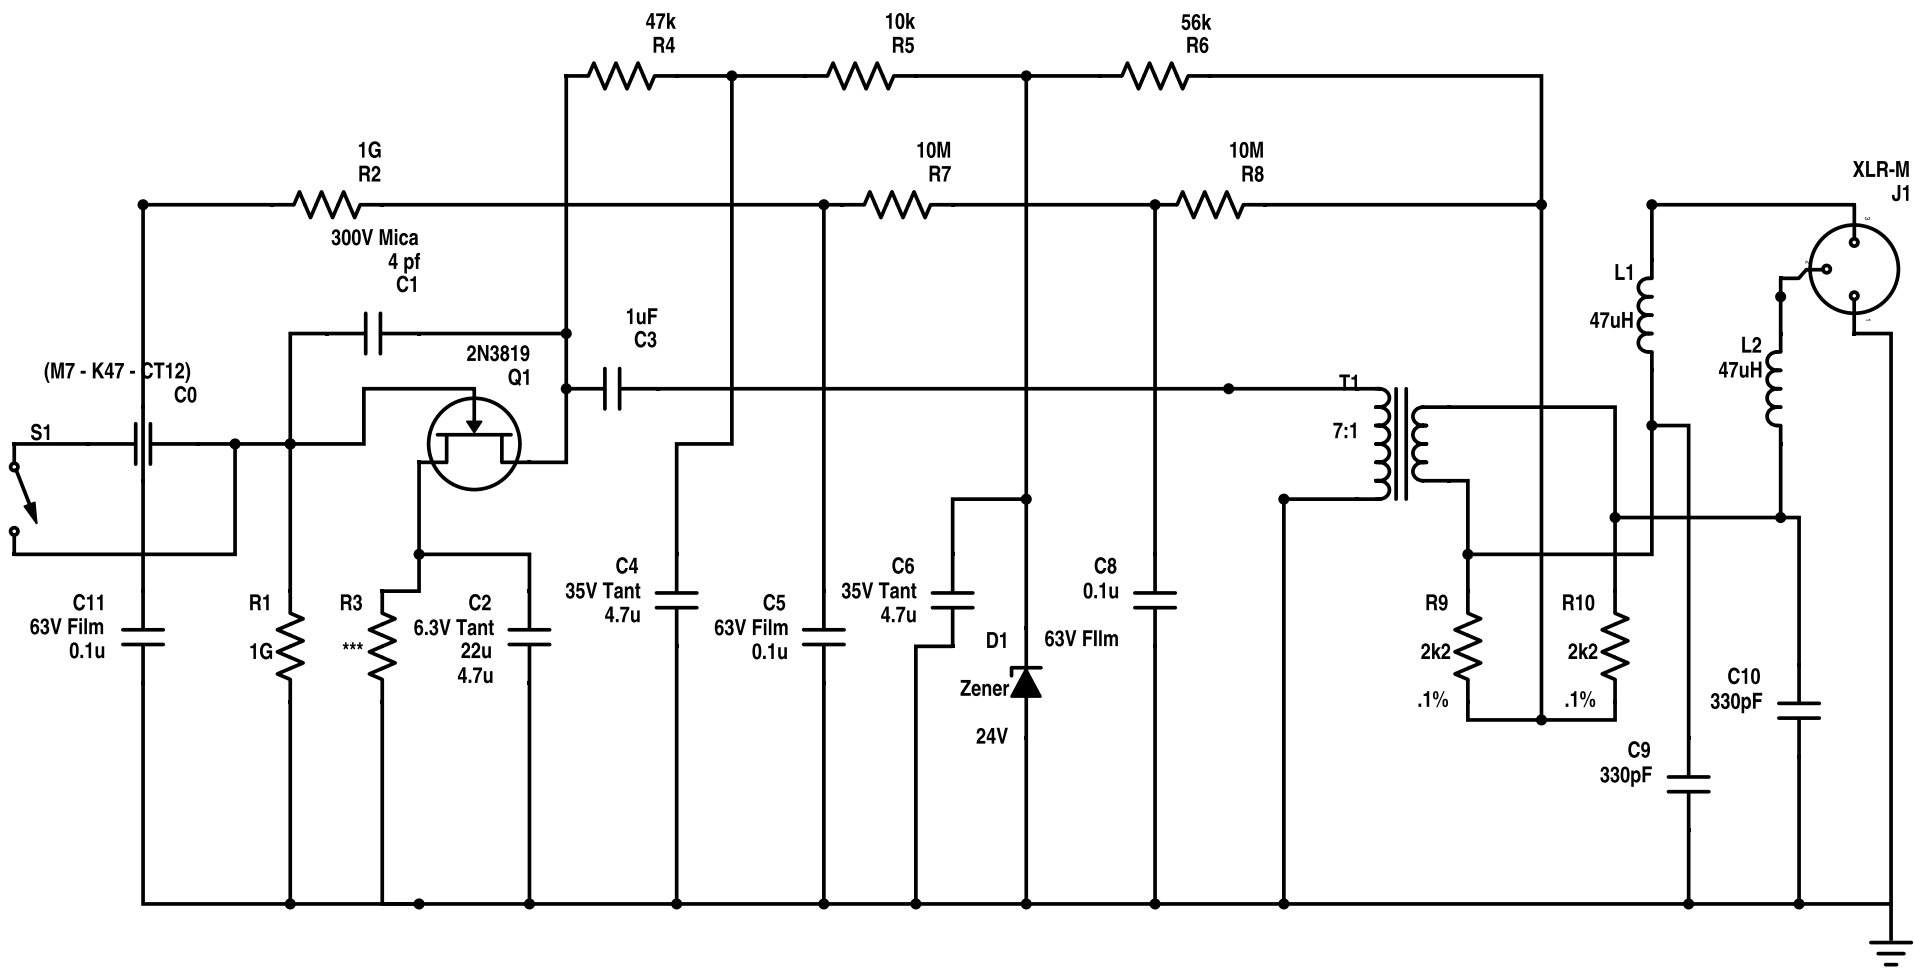 47k
R4
10k
R5
56k
R6
1G
R2
10M
R7
10M
R8
XLR-M
J1
300V Mica
4 pf
C1
1uF
C3
2N3819
Q1
(M7 - K47 - CT12)
C0
S1
T1
7:1
L1
47uH
L2
47uH
3
1
C11
63V Film
0.1u
R1
1G
R3
***
C2
6.3V Tant
22u
4.7u
C4
35V Tant
4.7u
C5
63V Film
0.1u
C6
35V Tant
4.7u
D1
Zener
24V
C8
0.1u
63V FIlm
R9
2k2
.1%
R10
2k2
.1%
C9
330pF
C10
330pF